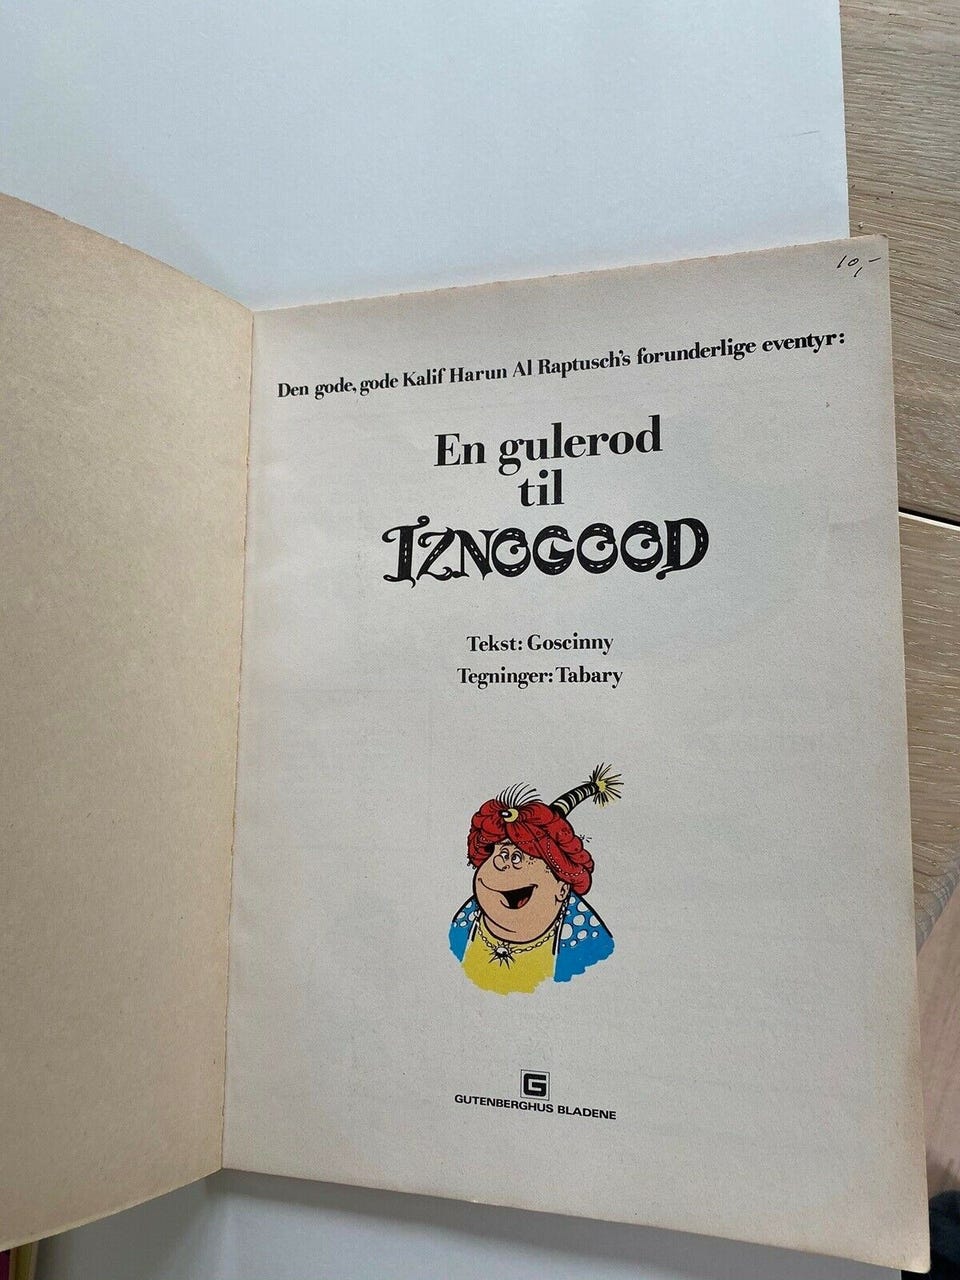 10,-
Den gode, gode Kalif Harun Al Raptusch's forunderlige eventyr:
En gulerod
til
IZNOGOOD
Tekst: Goscinny
Tegninger: Tabary
G
GUTENBERGHUS BLADENE